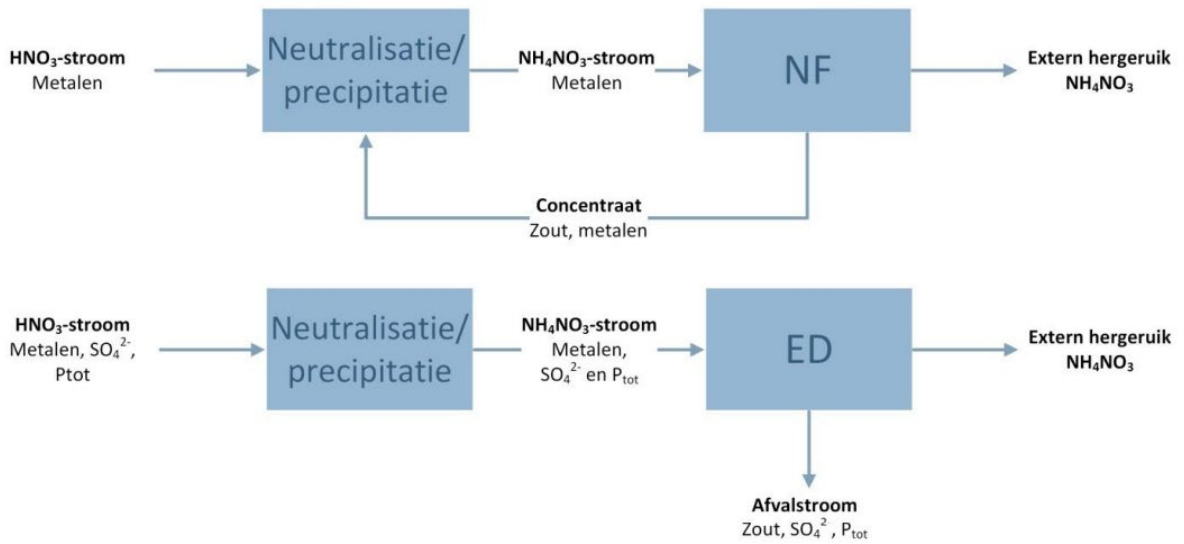 HNO₃-stroom
Metalen
Neutralisatie/
precipitatie
NH₄NO₃-stroom
Metalen
NF
Extern hergeruik
NH₄NO₃
Concentraat
Zout, metalen
HNO₃-stroom
Metalen, SO₄²⁻,
Ptot
Neutralisatie/
precipitatie
NH₄NO₃-stroom
Metalen,
SO₄²⁻ en Pₜₒₜ
ED
Extern hergeruik
NH₄NO₃
Afvalstroom
Zout, SO₄² , Pₜₒₜ